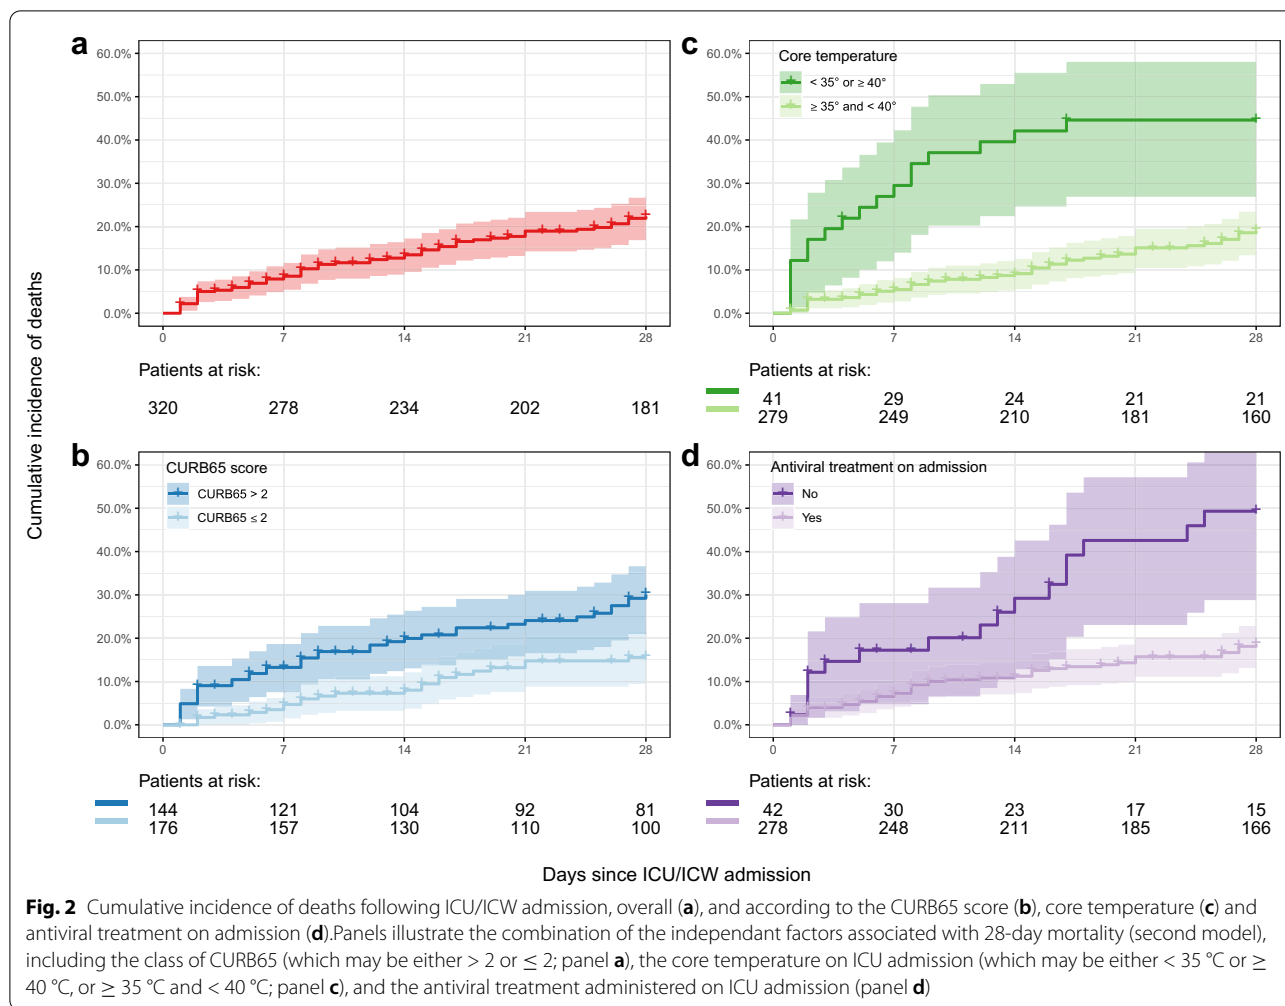 Cumulative incidence of deaths
a
60.0%
50.0%
40.0%
30.0%
20.0%
10.0%
0.0%
0 7 14 21 28
Patients at risk:
320 278 234 202 181
c
Core temperature
< 35° or ≥ 40°
≥ 35° and < 40°
60.0%
50.0%
40.0%
30.0%
20.0%
10.0%
0.0%
0 7 14 21 28
Patients at risk:
41 29 24 21 21
279 249 210 181 160
b
CURB65 score
CURB65 > 2
CURB65 ≤ 2
60.0%
50.0%
40.0%
30.0%
20.0%
10.0%
0.0%
0 7 14 21 28
Patients at risk:
144 121 104 92 81
176 157 130 110 100
d
Antiviral treatment on admission
No
Yes
60.0%
50.0%
40.0%
30.0%
20.0%
10.0%
0.0%
0 7 14 21 28
Patients at risk:
42 30 23 17 15
278 248 211 185 166
Days since ICU/ICW admission
Fig. 2 Cumulative incidence of deaths following ICU/ICW admission, overall (a), and according to the CURB65 score (b), core temperature (c) and
antiviral treatment on admission (d).Panels illustrate the combination of the independant factors associated with 28-day mortality (second model),
including the class of CURB65 (which may be either > 2 or ≤ 2; panel a), the core temperature on ICU admission (which may be either < 35 °C or ≥
40 °C, or ≥ 35 °C and < 40 °C; panel c), and the antiviral treatment administered on ICU admission (panel d)